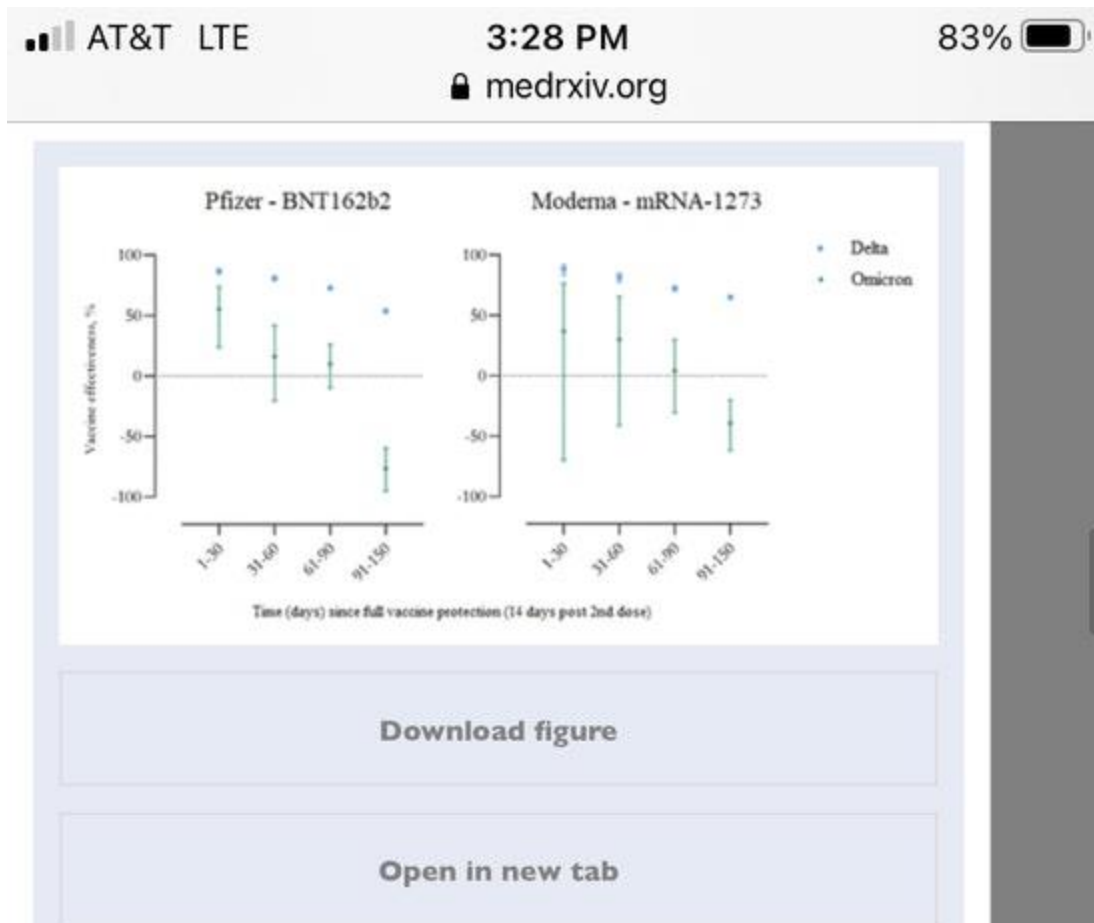 AT&T LTE 3:28 PM 83%
medrxiv.org
Pfizer - BNT162b2 Moderna - mRNA-1273
Delta
Omicron
Vaccine effectiveness, %
100 50 0 -50 -100
100 50 0 -50 -100
1-30 31-60 61-90 91-150
1-30 31-60 61-90 91-150
Time (days) since full vaccine protection (14 days post 2nd dose)
Download figure
Open in new tab